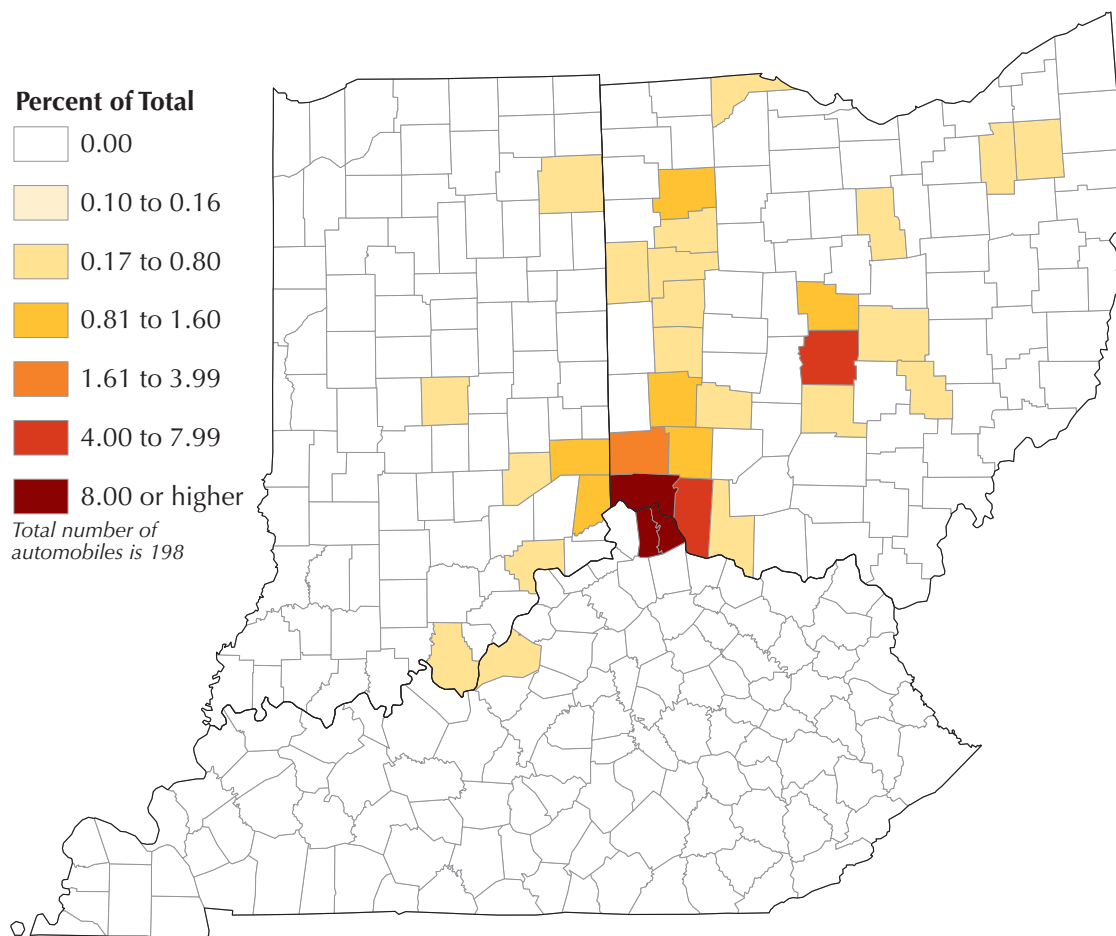 Percent of Total
0.00
0.10 to 0.16
0.17 to 0.80
0.81 to 1.60
1.61 to 3.99
4.00 to 7.99
8.00 or higher
Total number of
automobiles is 198